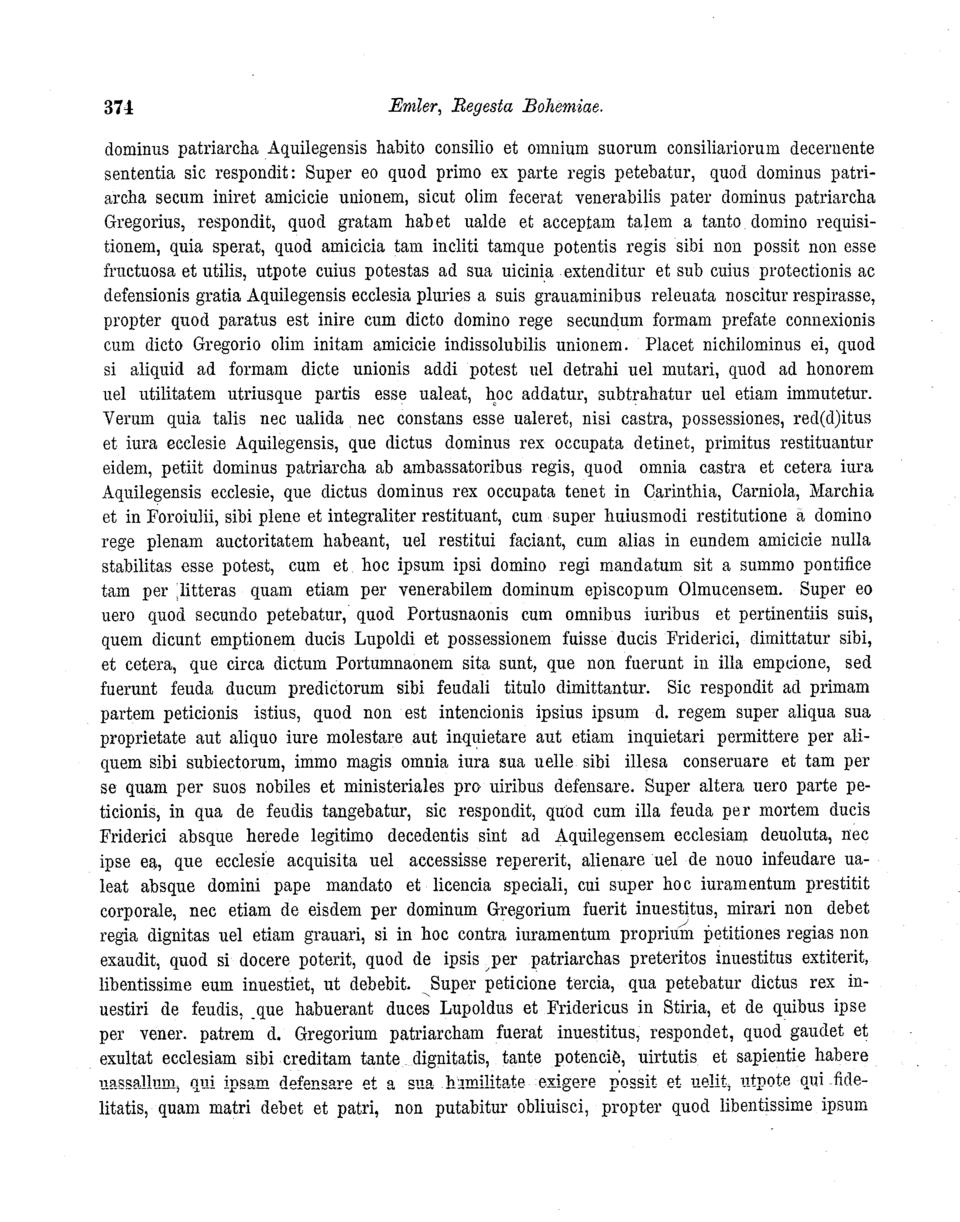 374 Emler, Regesta Bohemiae.
dominus patriarcha Aquilegensis habito consilio et omnium suorum consiliariorum decernente
sententia sic respondit: Super eo quod primo ex parte regis petebatur, quod dominus patri-
archa secum iniret amicicie unionem, sicut olim fecerat venerabilis pater dominus patriarcha
Gregorius, respondit, quod gratam habet ualde et acceptam talem a tanto domino requisi-
tionem, quia sperat, quod amicicia tam incliti tamque potentis regis sibi non possit non esse
fructuosa et utilis, utpote cuius potestas ad sua uicinia extenditur et sub cuius protectionis ac
defensionis gratia Aquilegensis ecclesia pluries a suis grauaminibus releuata noscitur respirasse,
propter quod paratus est inire cum dicto domino rege secundum formam prefate connexionis
cum dicto Gregorio olim initam amicicie indissolubilis unionem. Placet nichilominus ei, quod
si aliquid ad formam dicte unionis addi potest uel detrahi uel mutari, quod ad honorem
uel utilitatem utriusque partis esse ualeat, hoc addatur, subtrahatur uel etiam immutetur.
Verum quia talis nec ualida nec constans esse ualeret, nisi castra, possessiones, red(d)itus
et iura ecclesie Aquilegensis, que dictus dominus rex occupata detinet, primitus restituantur
eidem, petiit dominus patriarcha ab ambassatoribus regis, quod omnia castra et cetera iura
Aquilegensis ecclesie, que dictus dominus rex occupata tenet in Carinthia, Carniola, Marchia
et in Foroiulii, sibi plene et integraliter restituant, cum super huiusmodi restitutione a domino
rege plenam auctoritatem habeant, uel restitui faciant, cum alias in eundem amicicie nulla
stabilitas esse potest, cum et hoc ipsum ipsi domino regi mandatum sit a summo pontifice
tam per litteras quam etiam per venerabilem dominum episcopum Olmucensem. Super eo
uero quod secundo petebatur, quod Portusnaonis cum omnibus iuribus et pertinentiis suis,
quem dicunt emptionem ducis Lupoldi et possessionem fuisse ducis Friderici, dimittatur sibi,
et cetera, que circa dictum Portumnaonem sita sunt, que non fuerunt in illa empcione, sed
fuerunt feuda ducum predictorum sibi feudali titulo dimittantur. Sic respondit ad primam
partem peticionis istius, quod non est intencionis ipsius ipsum d. regem super aliqua sua
proprietate aut aliquo iure molestare aut inquietare aut etiam inquietari permittere per ali-
quem sibi subiectorum, immo magis omnia iura sua uelle sibi illesa conseruare et tam per
se quam per suos nobiles et ministeriales pro uiribus defensare. Super altera uero parte pe-
ticionis, in qua de feudis tangebatur, sic respondit, quod cum illa feuda per mortem ducis
Friderici absque herede legitimo decedentis sint ad Aquilegensem ecclesiam deuoluta, nec
ipse ea, que ecclesie acquisita uel accessisse repererit, alienare uel de nouo infeudare ua-
leat absque domini pape mandato et licencia speciali, cui super hoc iuramentum prestitit
corporale, nec etiam de eisdem per dominum Gregorium fuerit inuestitus, mirari non debet
regia dignitas uel etiam grauari, si in hoc contra iuramentum proprium petitiones regias non
exaudit, quod si docere poterit, quod de ipsis per patriarchas preteritos inuestitus extiterit,
libentissime eum inuestiet, ut debebit. Super peticione tercia, qua petebatur dictus rex in-
uestiri de feudis, que habuerant duces Lupoldus et Fridericus in Stiria, et de quibus ipse
per vener. patrem d. Gregorium patriarcham fuerat inuestitus, respondet, quod gaudet et
exultat ecclesiam sibi creditam tante dignitatis, tante potencie, uirtutis et sapientie habere
uassallum, qui ipsam defensare et a sua humilitate exigere possit et uelit, utpote qui fide-
litatis, quam matri debet et patri, non putabitur obliuisci, propter quod libentissime ipsum